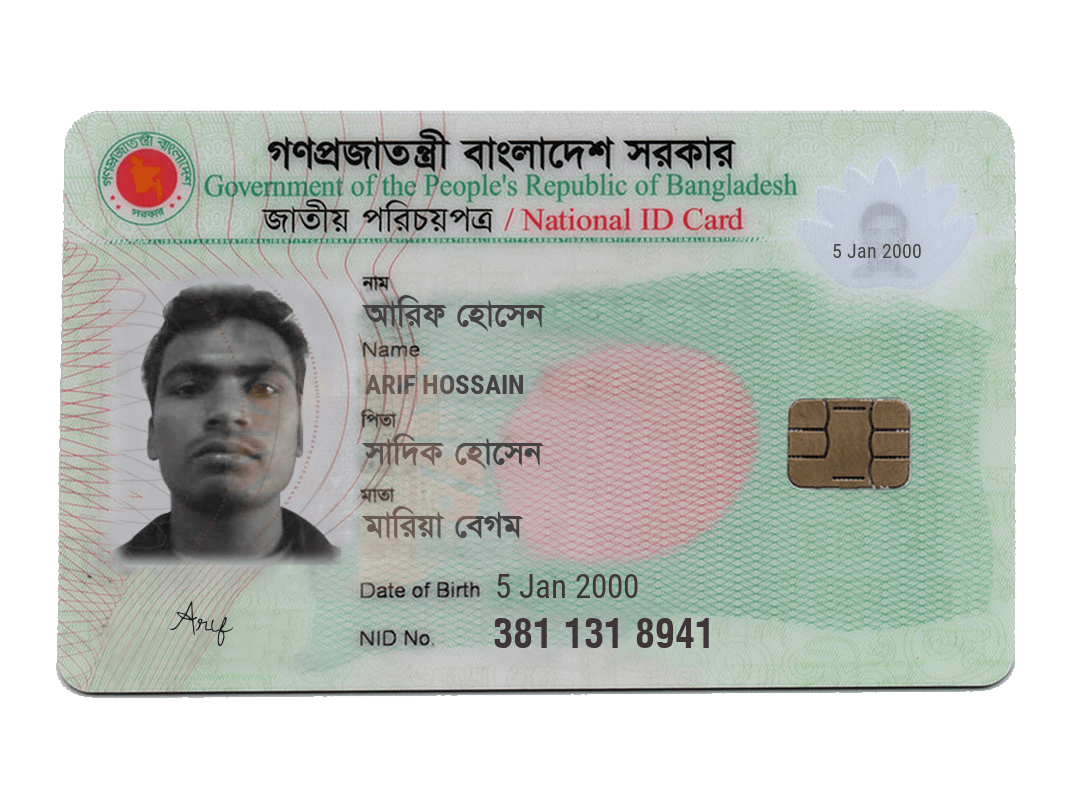 গণপ্রজাতন্ত্রী বাংলাদেশ সরকার
Government of the People's Republic of Bangladesh
জাতীয় পরিচয়পত্র / National ID Card
গণপ্রজাতন্ত্রী বাংলাদেশ
সরকার
5 Jan 2000
নাম
আরিফ হোসেন
Name
ARIF HOSSAIN
পিতা
সাদিক হোসেন
মাতা
মারিয়া বেগম
Date of Birth 5 Jan 2000
Arif
NID No. 381 131 8941